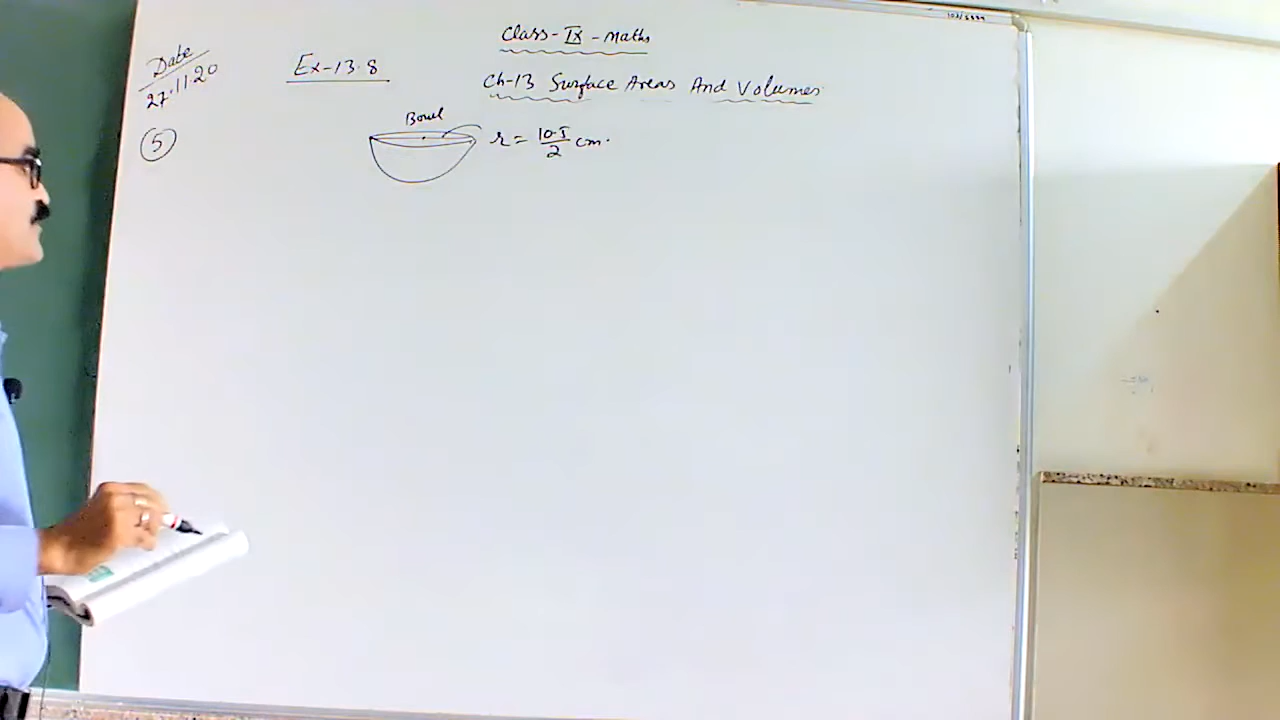 Class-IX-Maths
Date
27.11.20
Ex-13.8
Ch-13 Surface Areas And Volumes
5
Bowl
r = 10.5/2 cm.